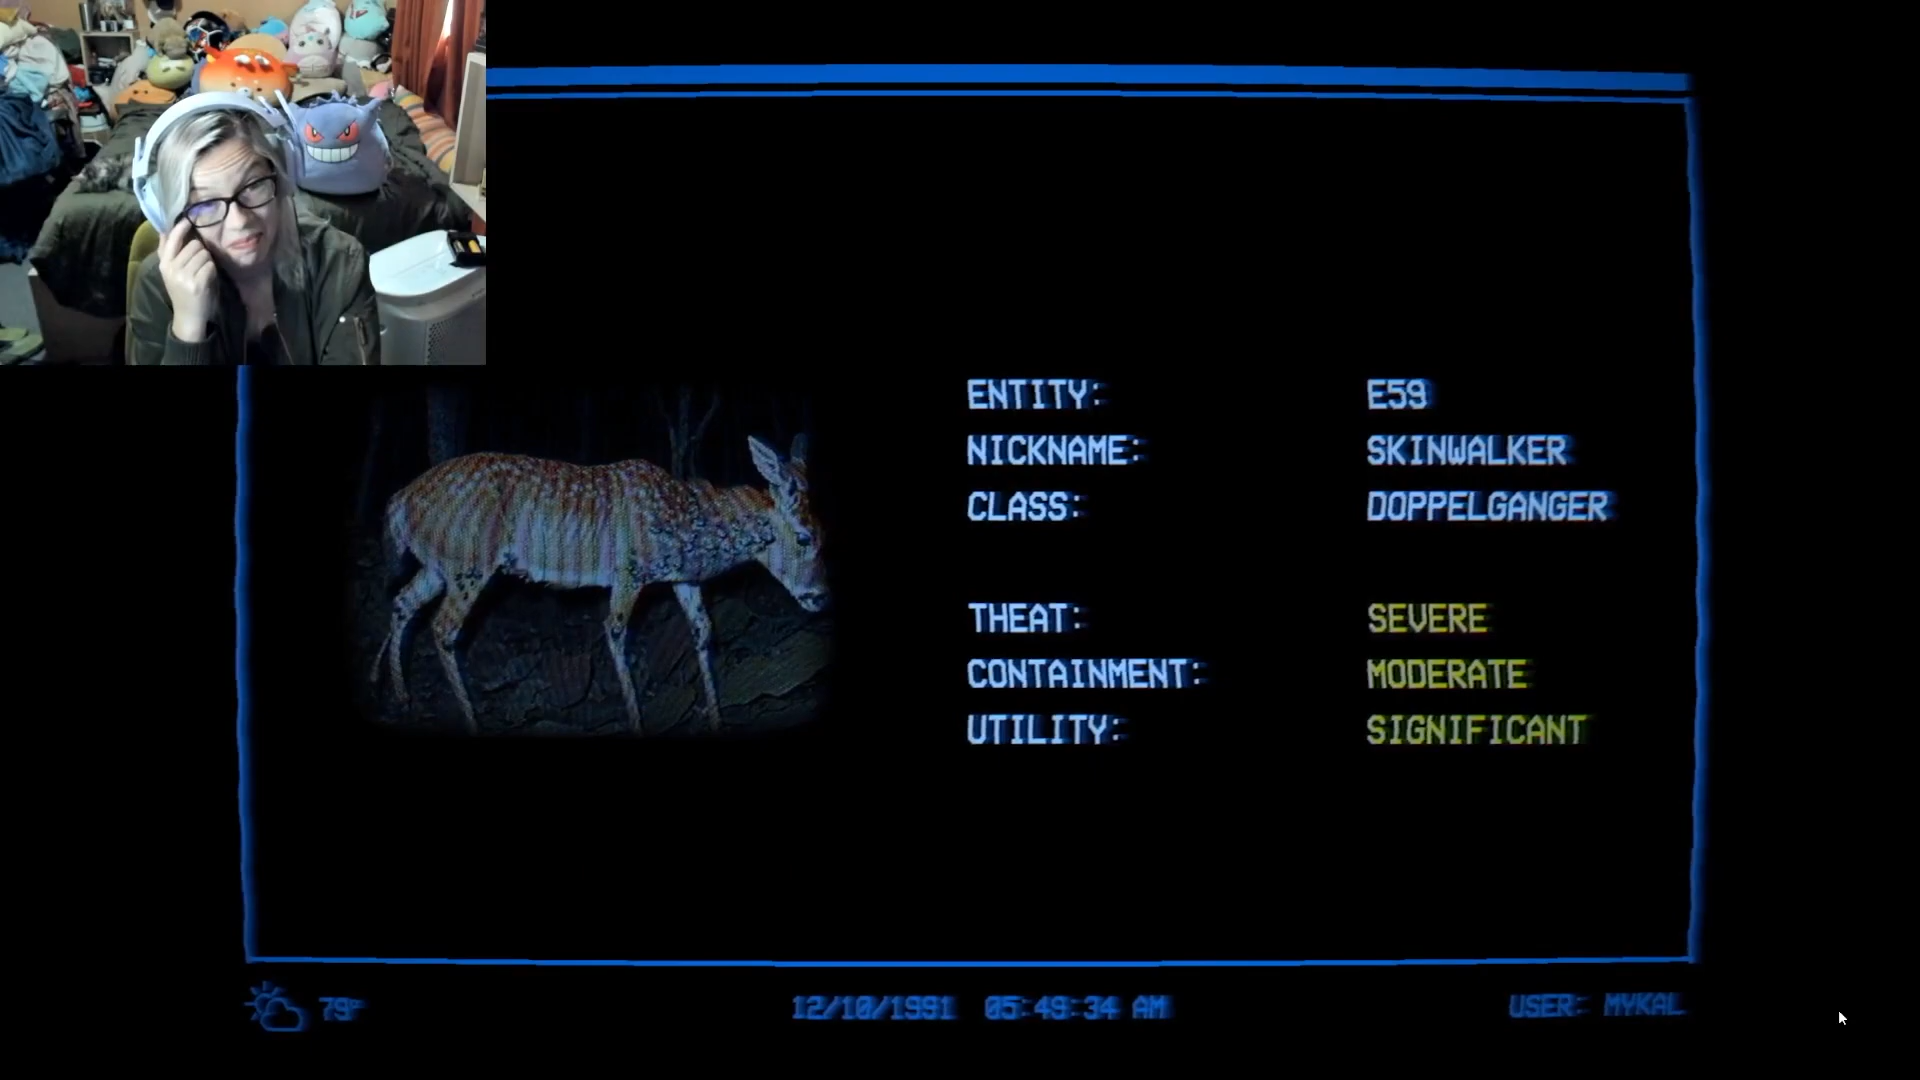 ENTITY: E59
NICKNAME: SKINWALKER
CLASS: DOPPELGANGER
THEAT: SEVERE
CONTAINMENT: MODERATE
UTILITY: SIGNIFICANT
79° 12/10/1991 05:49:34 AM USER: MYKAL